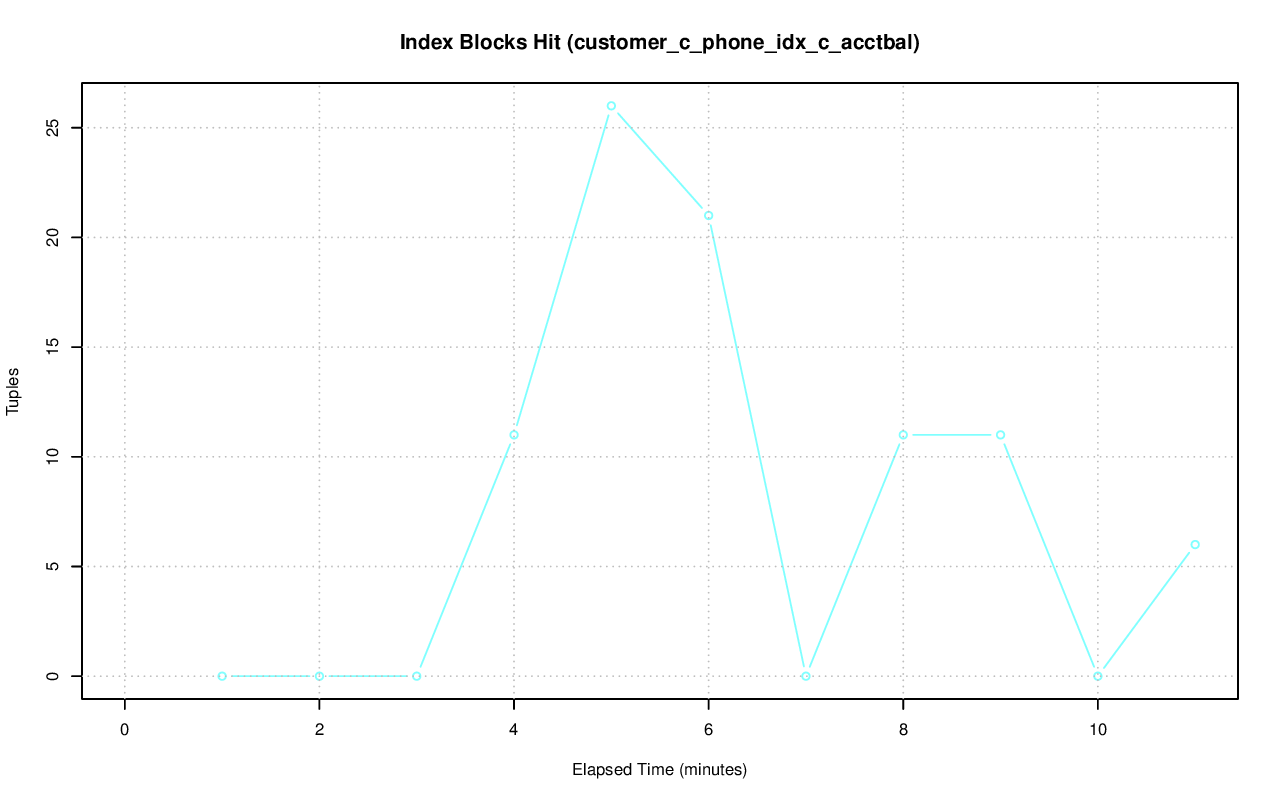 Index Blocks Hit (customer_c_phone_idx_c_acctbal)
Tuples
25
20
15
10
5
0
0 2 4 6 8 10
Elapsed Time (minutes)